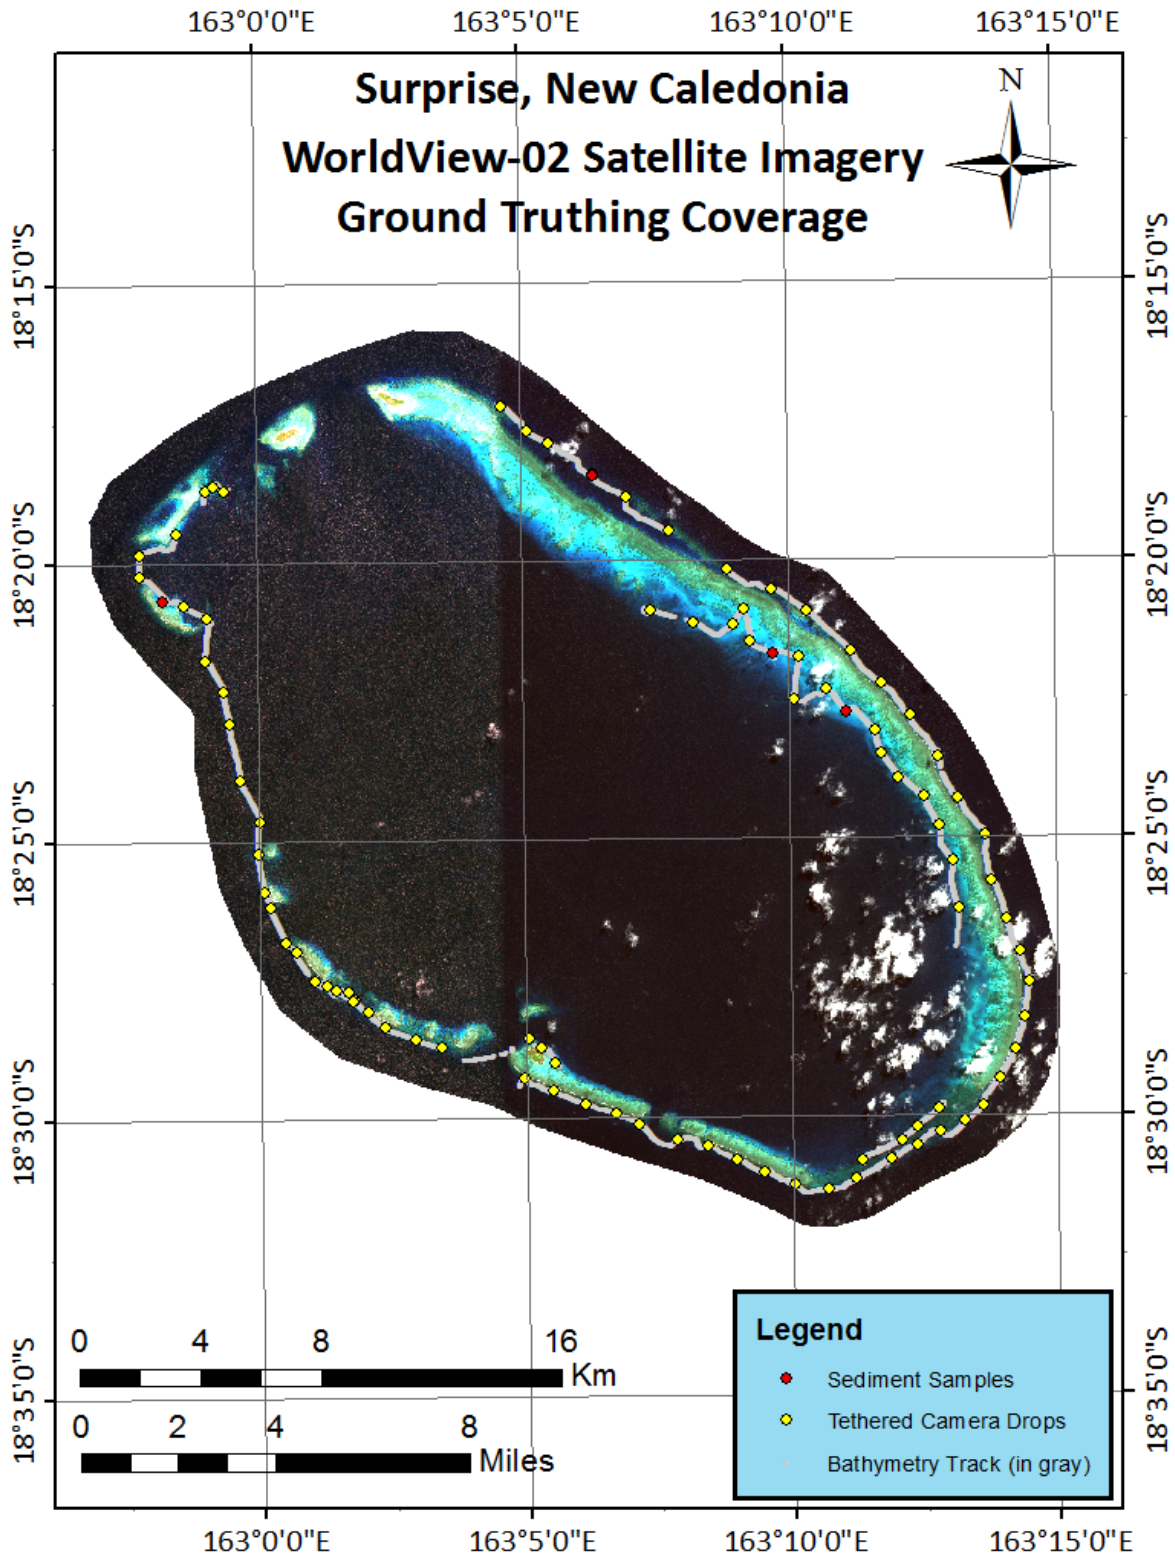 163°0'0"E 163°5'0"E 163°10'0"E 163°15'0"E
Surprise, New Caledonia
WorldView-02 Satellite Imagery
Ground Truthing Coverage
N
18°15'0"S 18°15'0"S
18°20'0"S 18°20'0"S
18°25'0"S 18°25'0"S
18°30'0"S 18°30'0"S
18°35'0"S 18°35'0"S
0 4 8 16
Km
0 2 4 8
Miles
Legend
Sediment Samples
Tethered Camera Drops
Bathymetry Track (in gray)
163°0'0"E 163°5'0"E 163°10'0"E 163°15'0"E